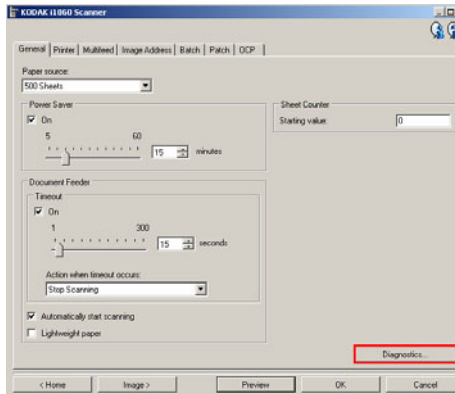 KODAK i1860 Scanner
General Printer Multifeed Image Address Batch Patch OCP
Paper source:
500 Sheets
Power Saver
On
5 60
15 minutes
Sheet Counter
Starting value: 0
Document Feeder
Timeout
On
1 300
15 seconds
Action when timeout occurs:
Stop Scanning
Automatically start scanning
Lightweight paper
Diagnostics...
< Home Image > Preview OK Cancel